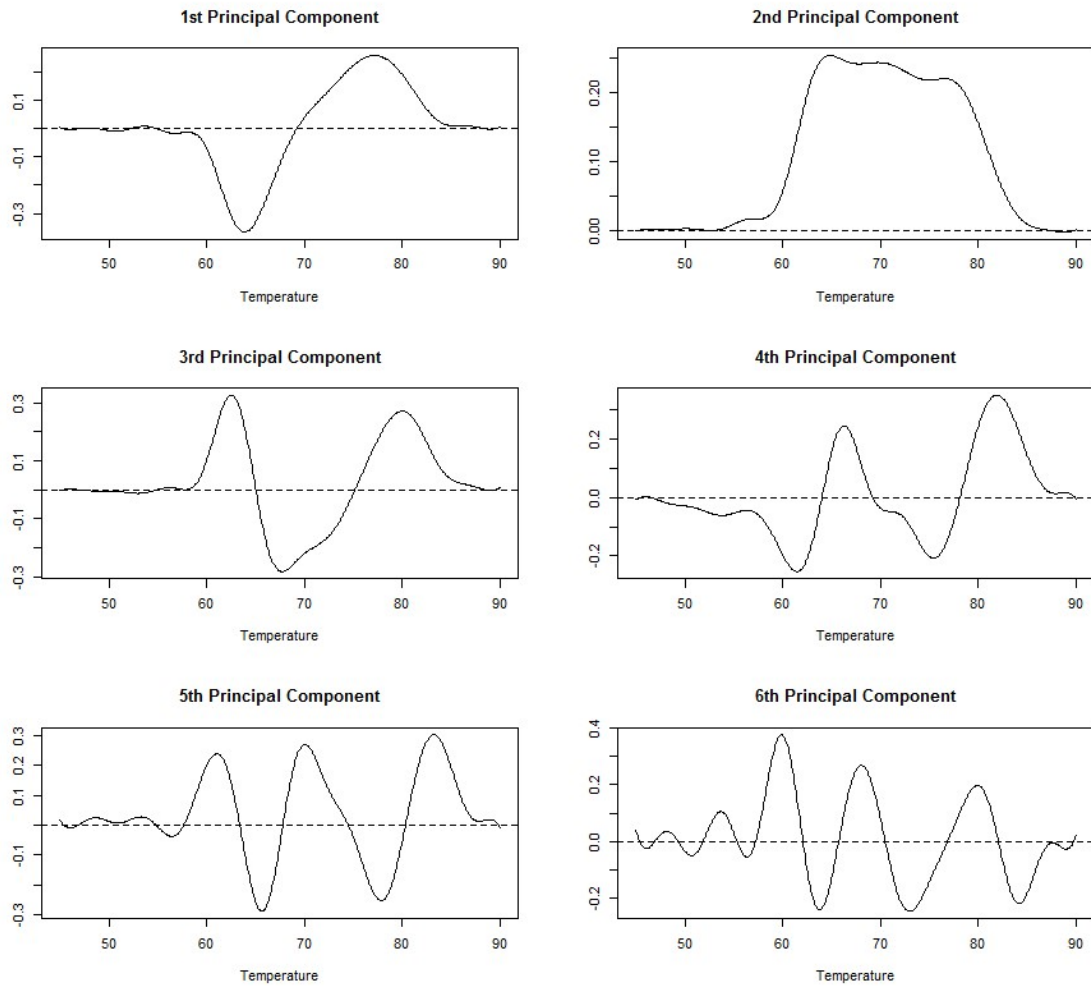 1st Principal Component
0.1
-0.1
-0.3
50 60 70 80 90
Temperature
2nd Principal Component
0.20
0.10
0.00
50 60 70 80 90
Temperature
3rd Principal Component
0.3
0.1
-0.1
-0.3
50 60 70 80 90
Temperature
4th Principal Component
0.2
0.0
-0.2
50 60 70 80 90
Temperature
5th Principal Component
0.3
0.1
-0.1
-0.3
50 60 70 80 90
Temperature
6th Principal Component
0.4
0.2
0.0
-0.2
50 60 70 80 90
Temperature